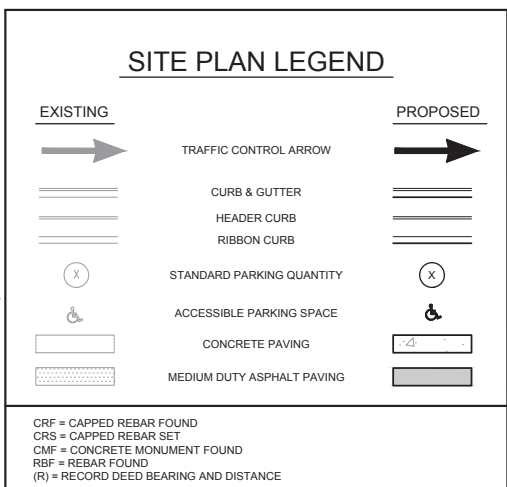 SITE PLAN LEGEND
EXISTING PROPOSED
TRAFFIC CONTROL ARROW
CURB & GUTTER
HEADER CURB
RIBBON CURB
X STANDARD PARKING QUANTITY X
ACCESSIBLE PARKING SPACE
CONCRETE PAVING
MEDIUM DUTY ASPHALT PAVING
CRF = CAPPED REBAR FOUND
CRS = CAPPED REBAR SET
CMF = CONCRETE MONUMENT FOUND
RBF = REBAR FOUND
(R) = RECORD DEED BEARING AND DISTANCE